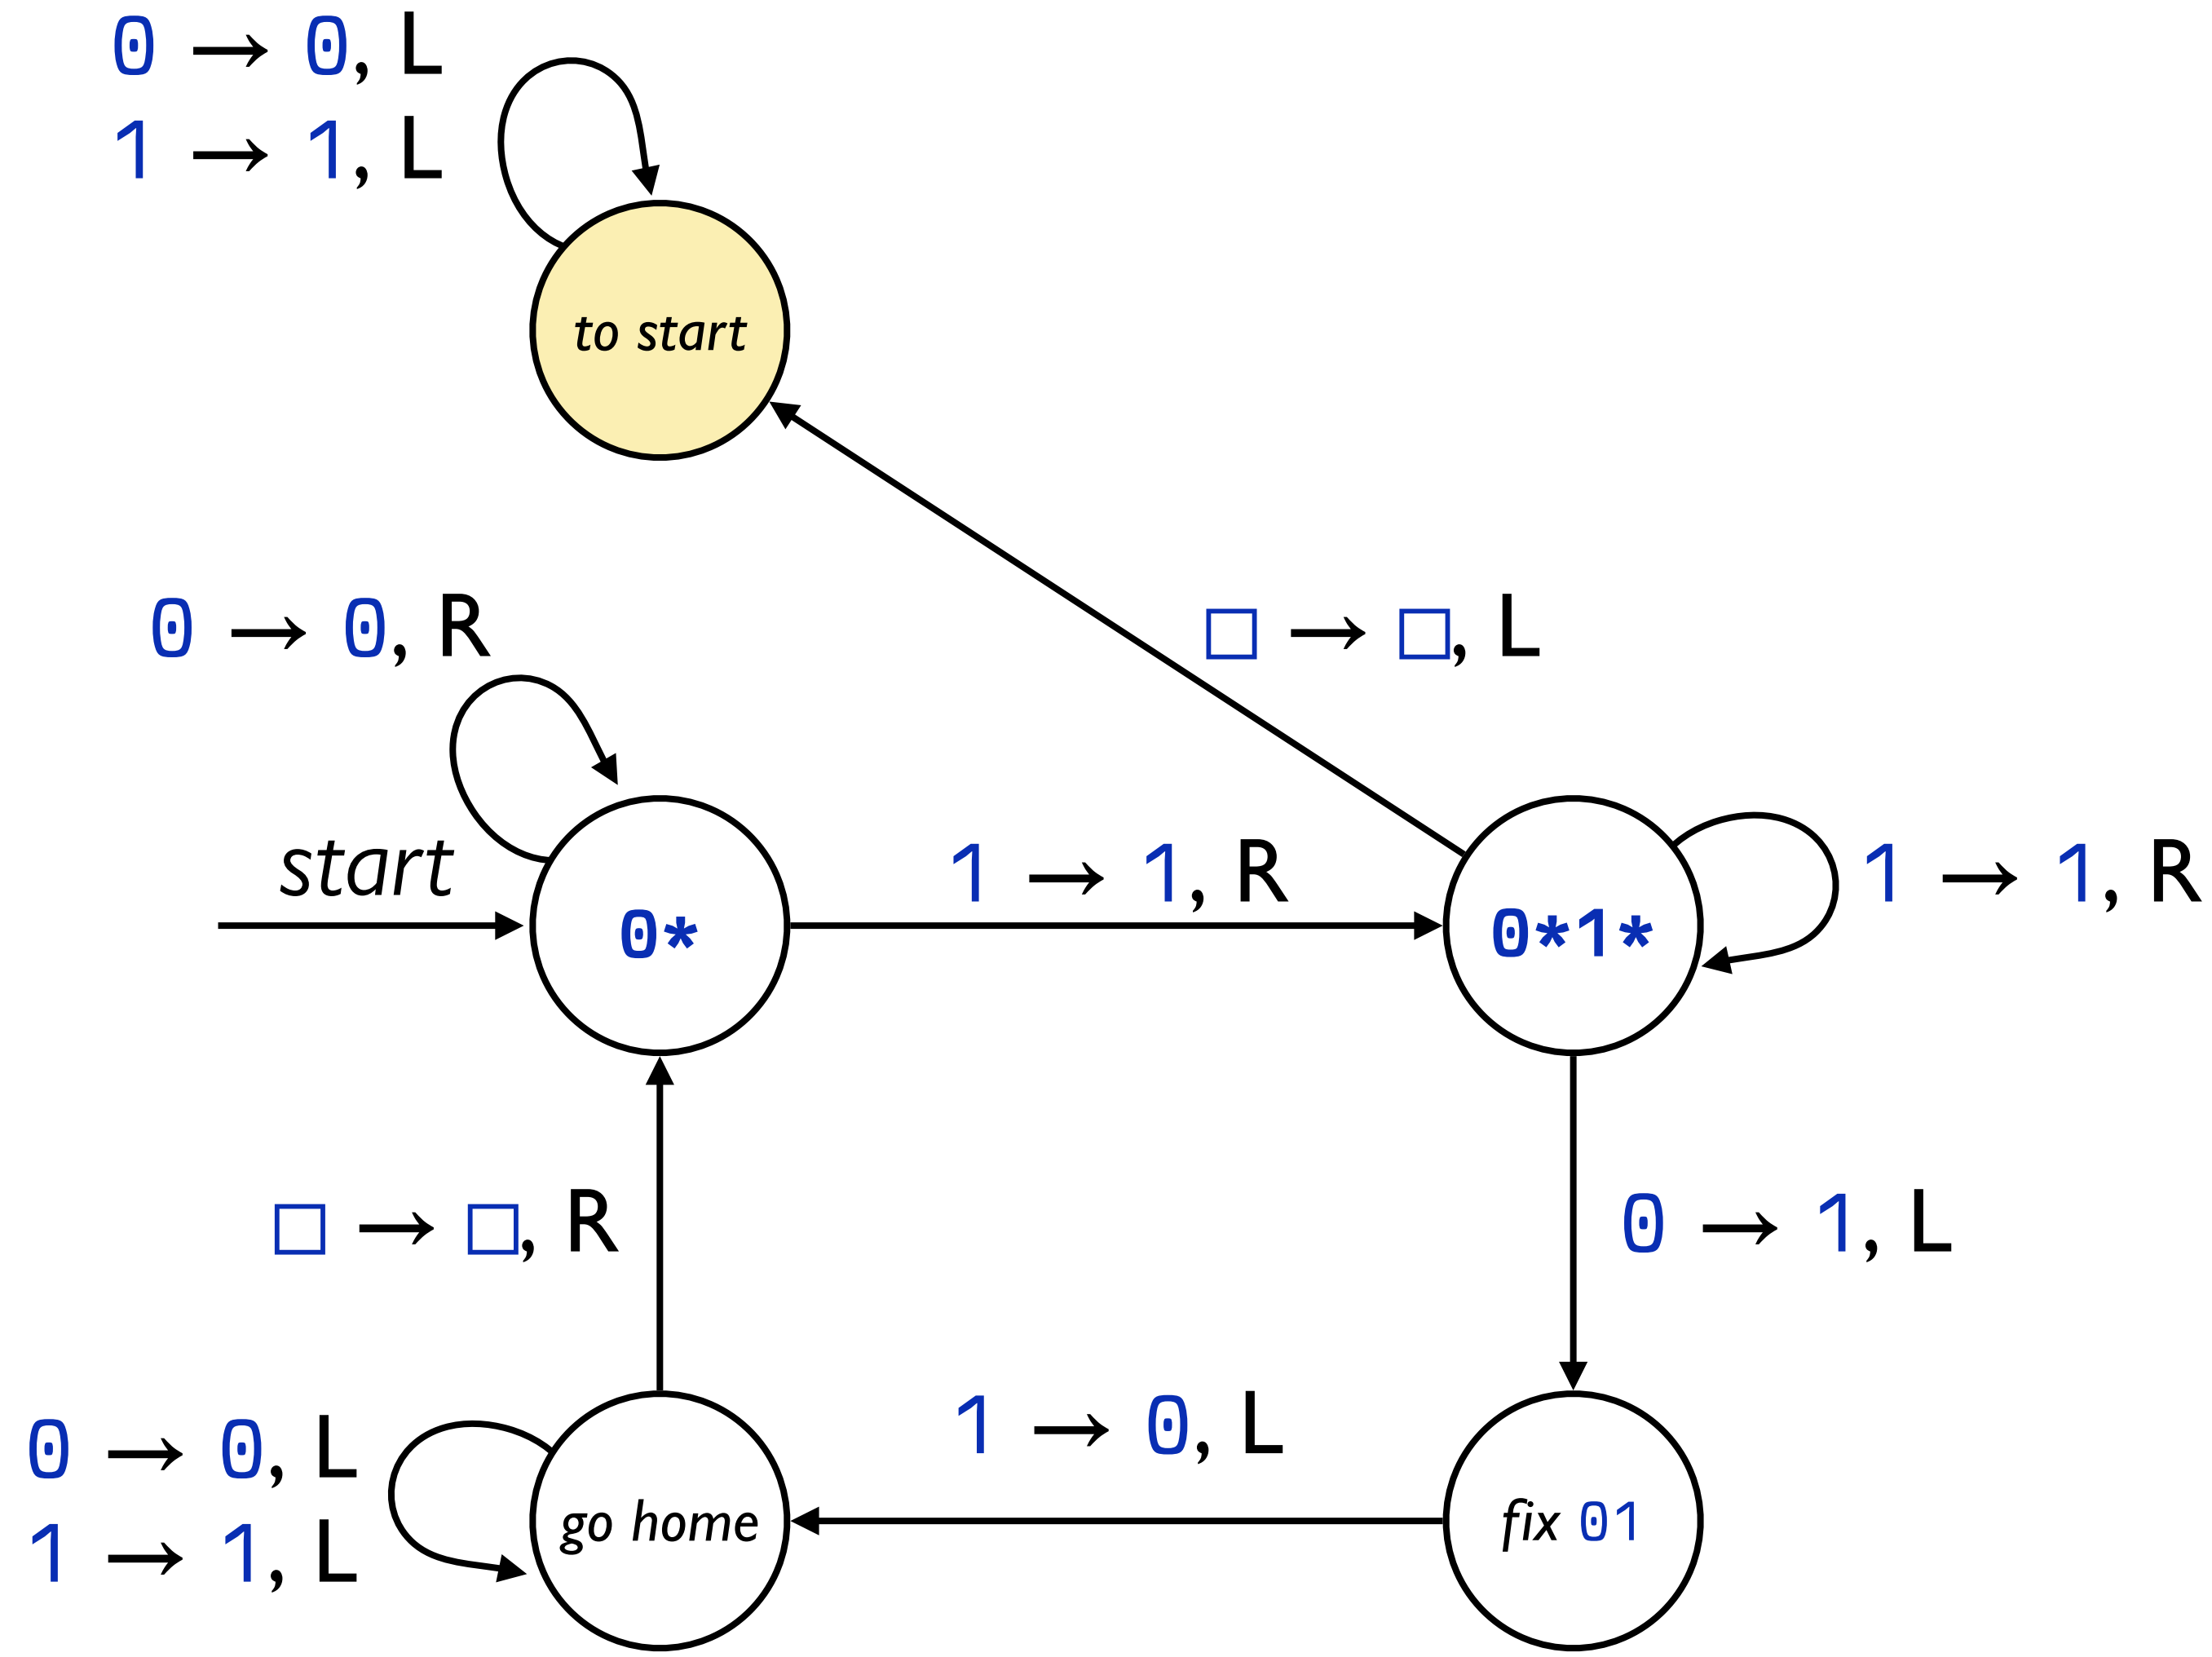 0 → 0, L
1 → 1, L
to start
0 → 0, R
□ → □, L
start
0*
1 → 1, R
0*1*
1 → 1, R
□ → □, R
0 → 1, L
0 → 0, L
1 → 1, L
go home
1 → 0, L
fix 01